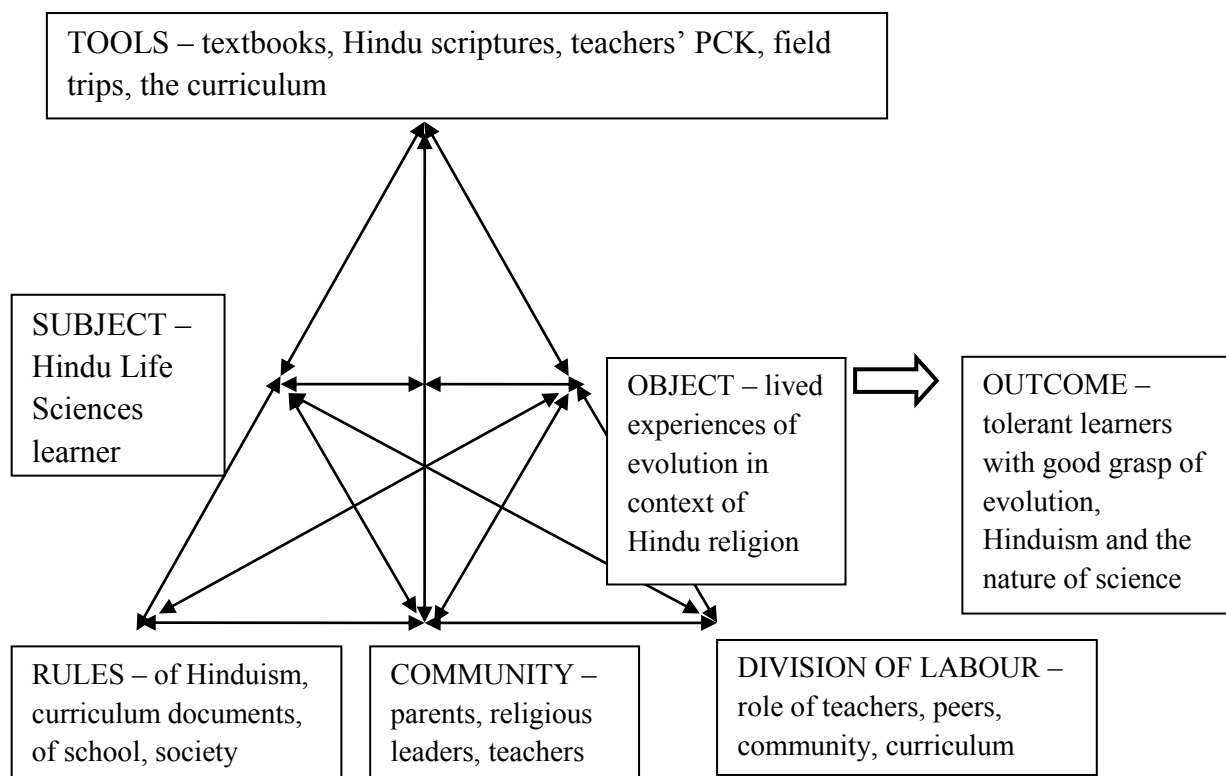 TOOLS – textbooks, Hindu scriptures, teachers’ PCK, field
trips, the curriculum
SUBJECT –
Hindu Life
Sciences
learner
OBJECT – lived
experiences of
evolution in
context of
Hindu religion
OUTCOME –
tolerant learners
with good grasp of
evolution,
Hinduism and the
nature of science
RULES – of Hinduism,
curriculum documents,
of school, society
COMMUNITY –
parents, religious
leaders, teachers
DIVISION OF LABOUR –
role of teachers, peers,
community, curriculum